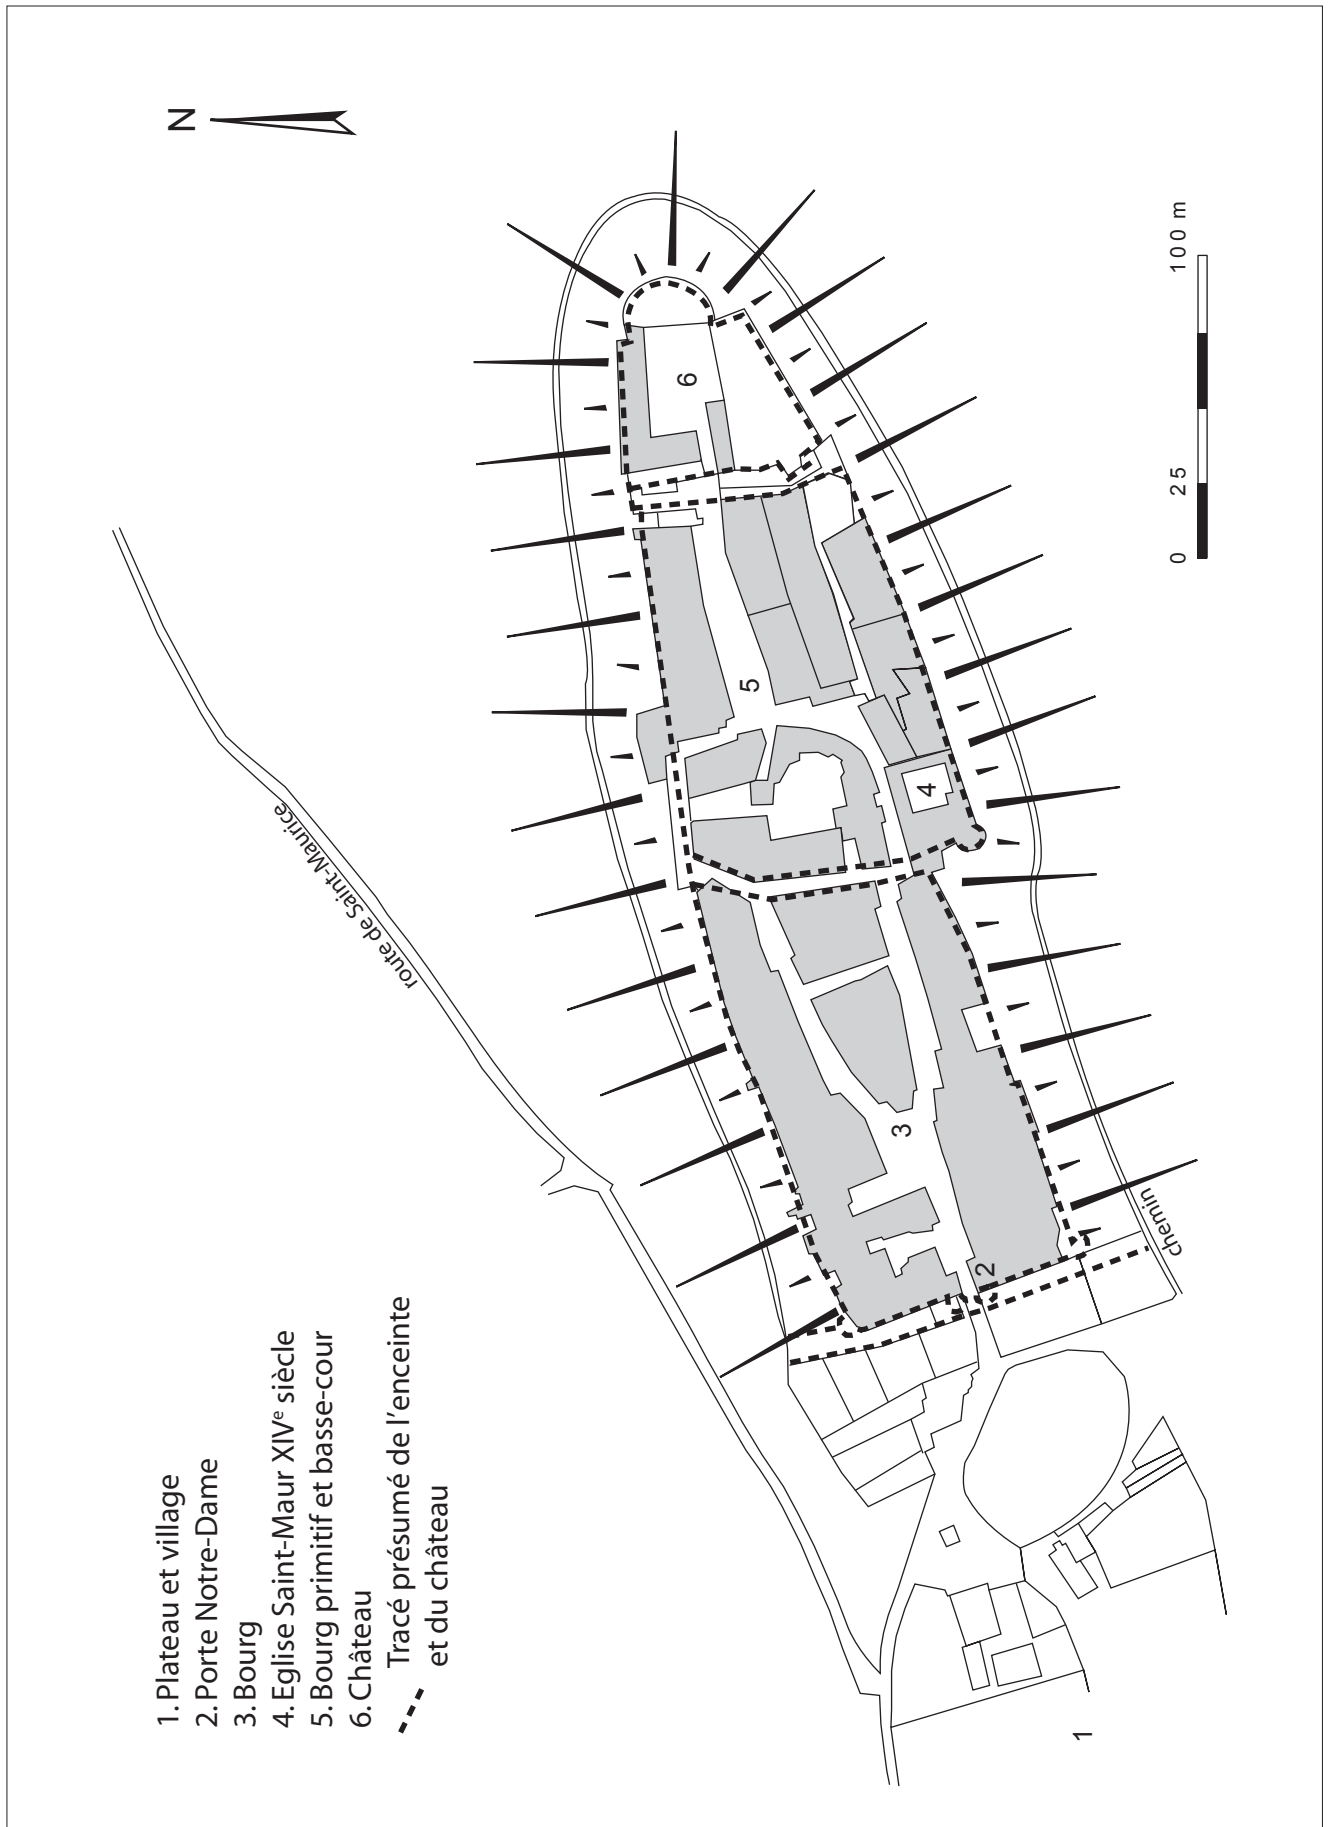 N
1. Plateau et village
2. Porte Notre-Dame
3. Bourg
4. Eglise Saint-Maur XIVe siècle
5. Bourg primitif et basse-cour
6. Château
Tracé présumé de l'enceinte
et du château
route de Saint-Maurice
chemin
0 25 100 m
1
2
3
4
5
6